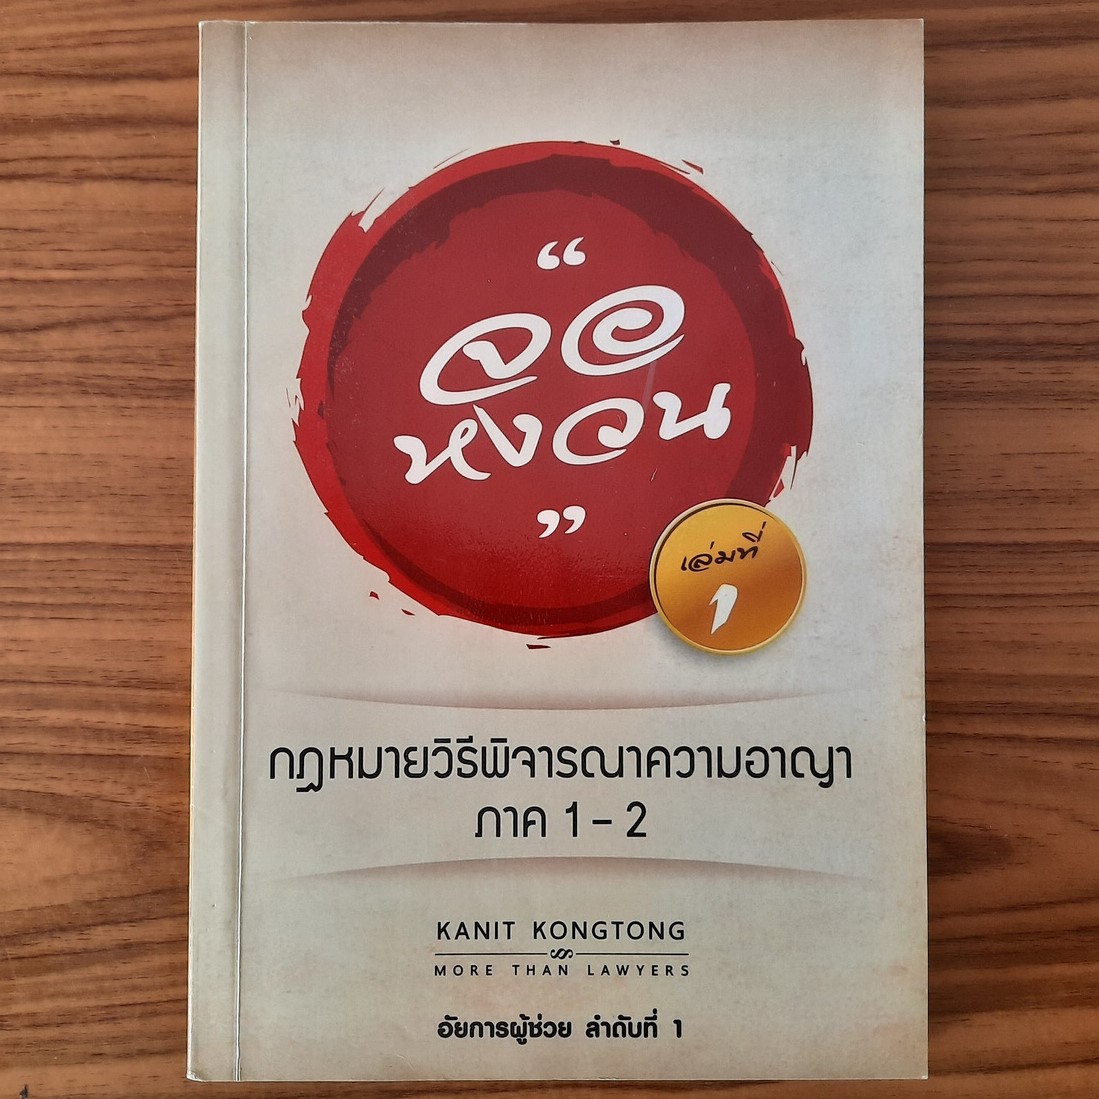 “
จอ
หงวน
”
เล่มที่
1
กฎหมายวิธีพิจารณาความอาญา
ภาค 1 – 2
KANIT KONGTONG
MORE THAN LAWYERS
อัยการผู้ช่วย ลำดับที่ 1